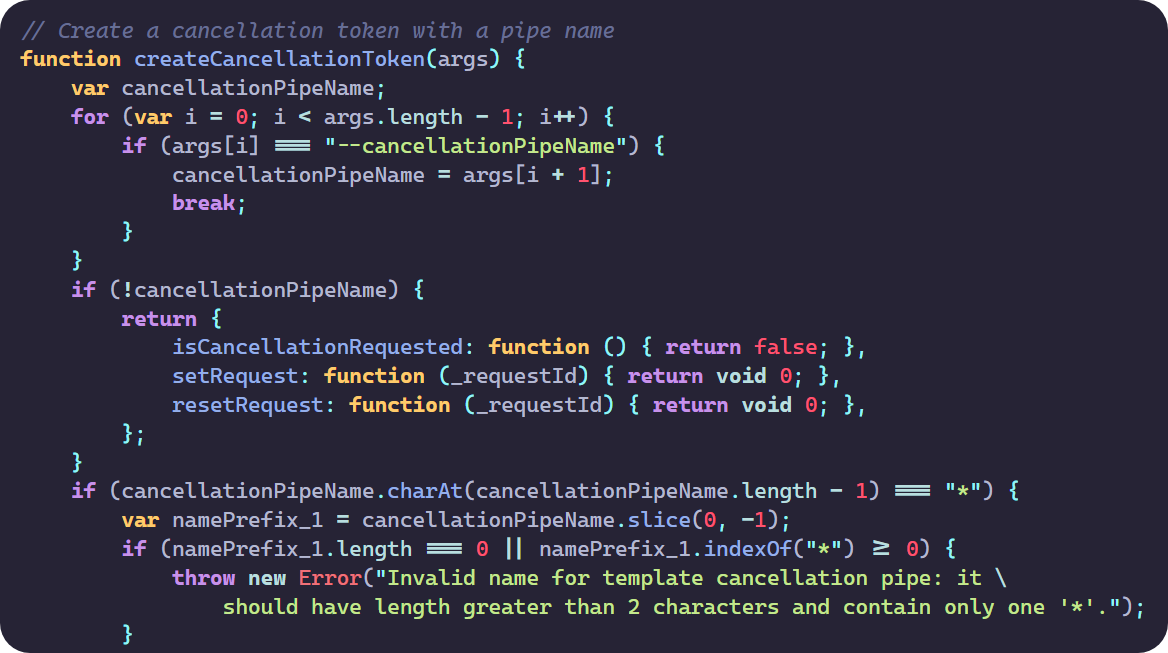 // Create a cancellation token with a pipe name
function createCancellationToken(args) {
    var cancellationPipeName;
    for (var i = 0; i < args.length - 1; i++) {
        if (args[i] === "--cancellationPipeName") {
            cancellationPipeName = args[i + 1];
            break;
        }
    }
    if (!cancellationPipeName) {
        return {
            isCancellationRequested: function () { return false; },
            setRequest: function (_requestId) { return void 0; },
            resetRequest: function (_requestId) { return void 0; },
        };
    }
    if (cancellationPipeName.charAt(cancellationPipeName.length - 1) === "*") {
        var namePrefix_1 = cancellationPipeName.slice(0, -1);
        if (namePrefix_1.length === 0 || namePrefix_1.indexOf("*") >= 0) {
            throw new Error("Invalid name for template cancellation pipe: it \
                should have length greater than 2 characters and contain only one '*'.");
        }